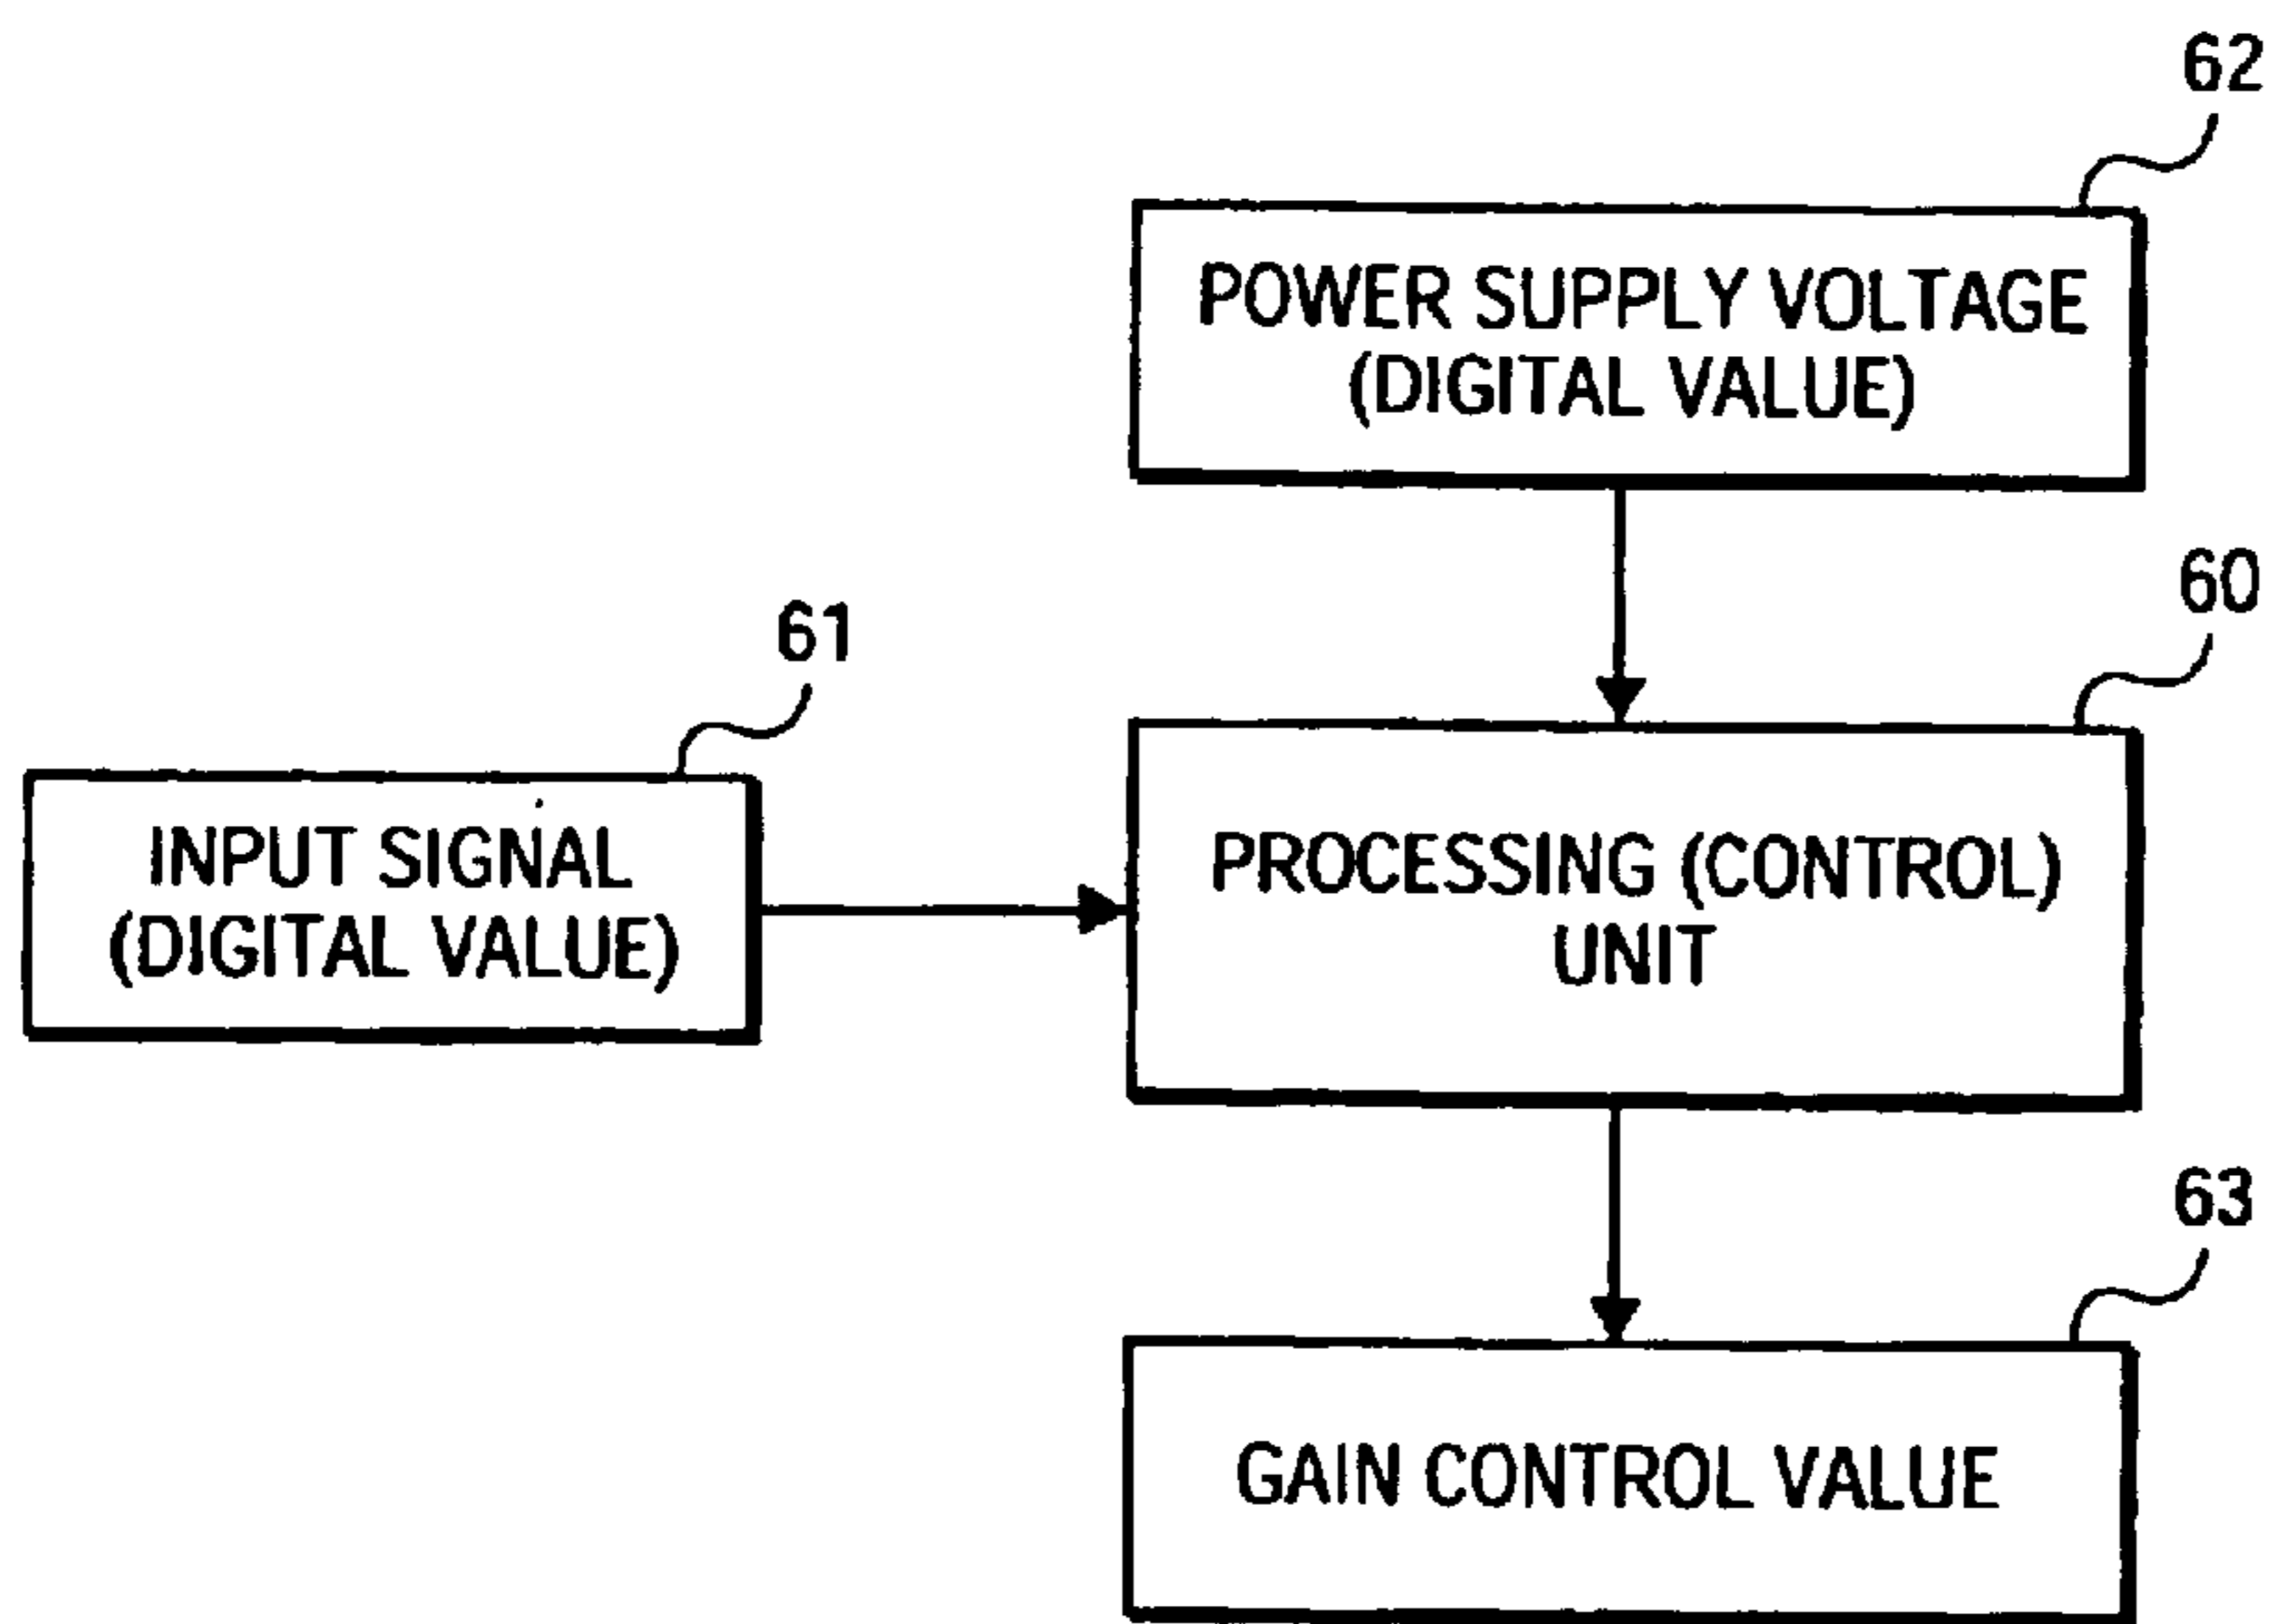 62
POWER SUPPLY VOLTAGE
(DIGITAL VALUE)
60
61
INPUT SIGNAL
(DIGITAL VALUE)
PROCESSING (CONTROL)
UNIT
63
GAIN CONTROL VALUE